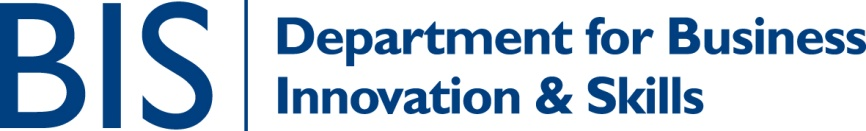 BIS
Department for Business
Innovation & Skills